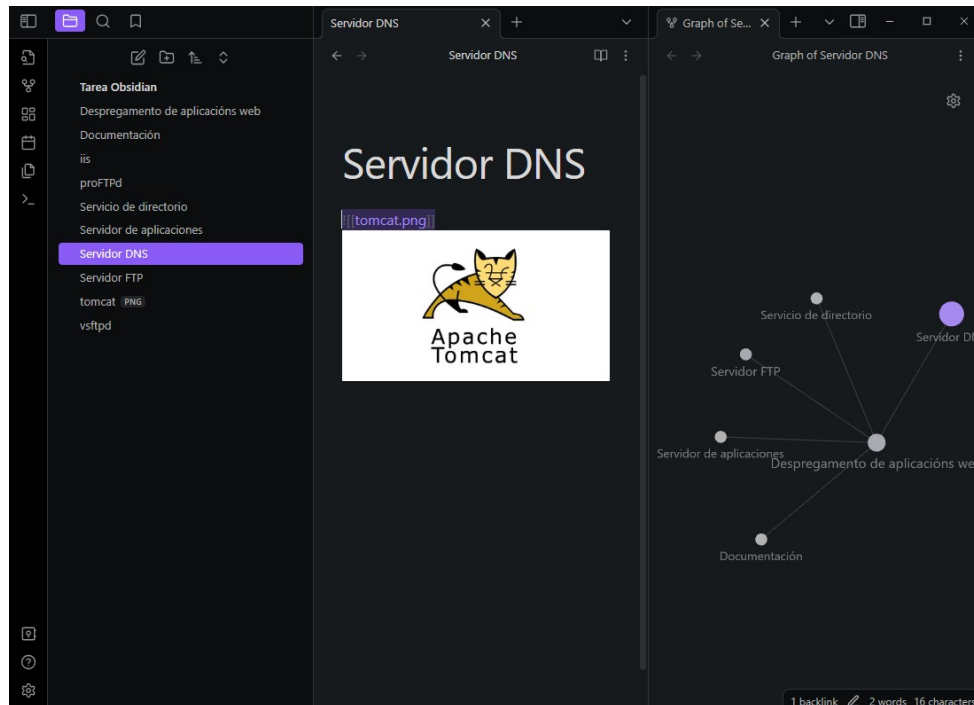 Servidor DNS
Graph of Se...
Tarea Obsidian
Despregamento de aplicacións web
Documentación
iis
proFTPd
Servicio de directorio
Servidor de aplicaciones
Servidor DNS
Servidor FTP
tomcat PNG
vsftpd
Servidor DNS
Servidor DNS
![[tomcat.png]]
Apache
Tomcat
Graph of Servidor DNS
Servicio de directorio
Servidor DN
Servidor FTP
Servidor de aplicaciones
Despregamento de aplicacións we
Documentación
1 backlink 2 words 16 characters